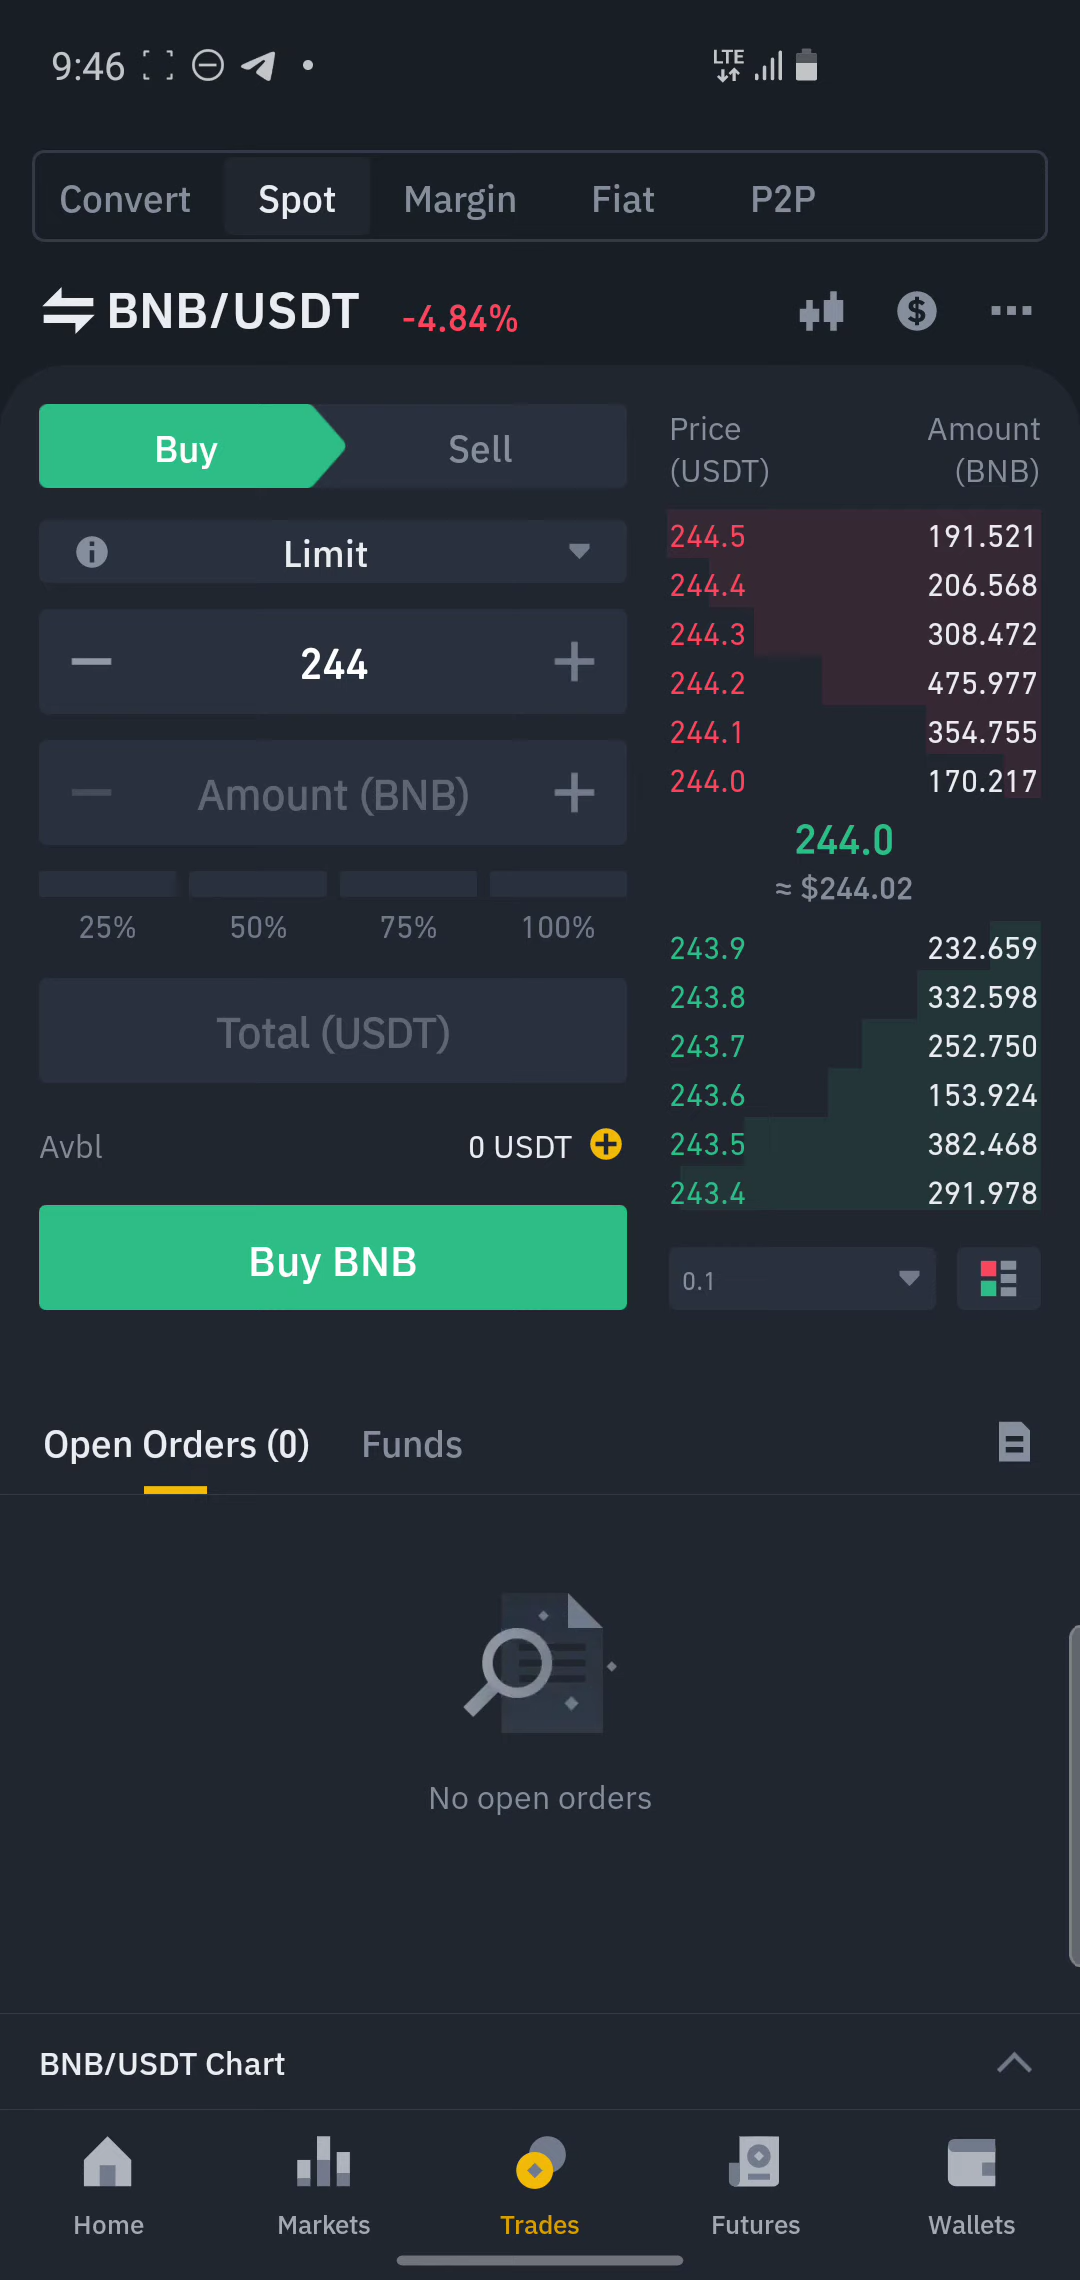 9:46 LTE
Convert Spot Margin Fiat P2P
BNB/USDT -4.84%
Buy Sell
Limit
244
Amount (BNB)
25% 50% 75% 100%
Total (USDT)
Avbl 0 USDT
Buy BNB
Price Amount
(USDT) (BNB)
244.5 191.521
244.4 206.568
244.3 308.472
244.2 475.977
244.1 354.755
244.0 170.217
244.0
≈ $244.02
243.9 232.659
243.8 332.598
243.7 252.750
243.6 153.924
243.5 382.468
243.4 291.978
0.1
Open Orders (0) Funds
No open orders
BNB/USDT Chart
Home Markets Trades Futures Wallets